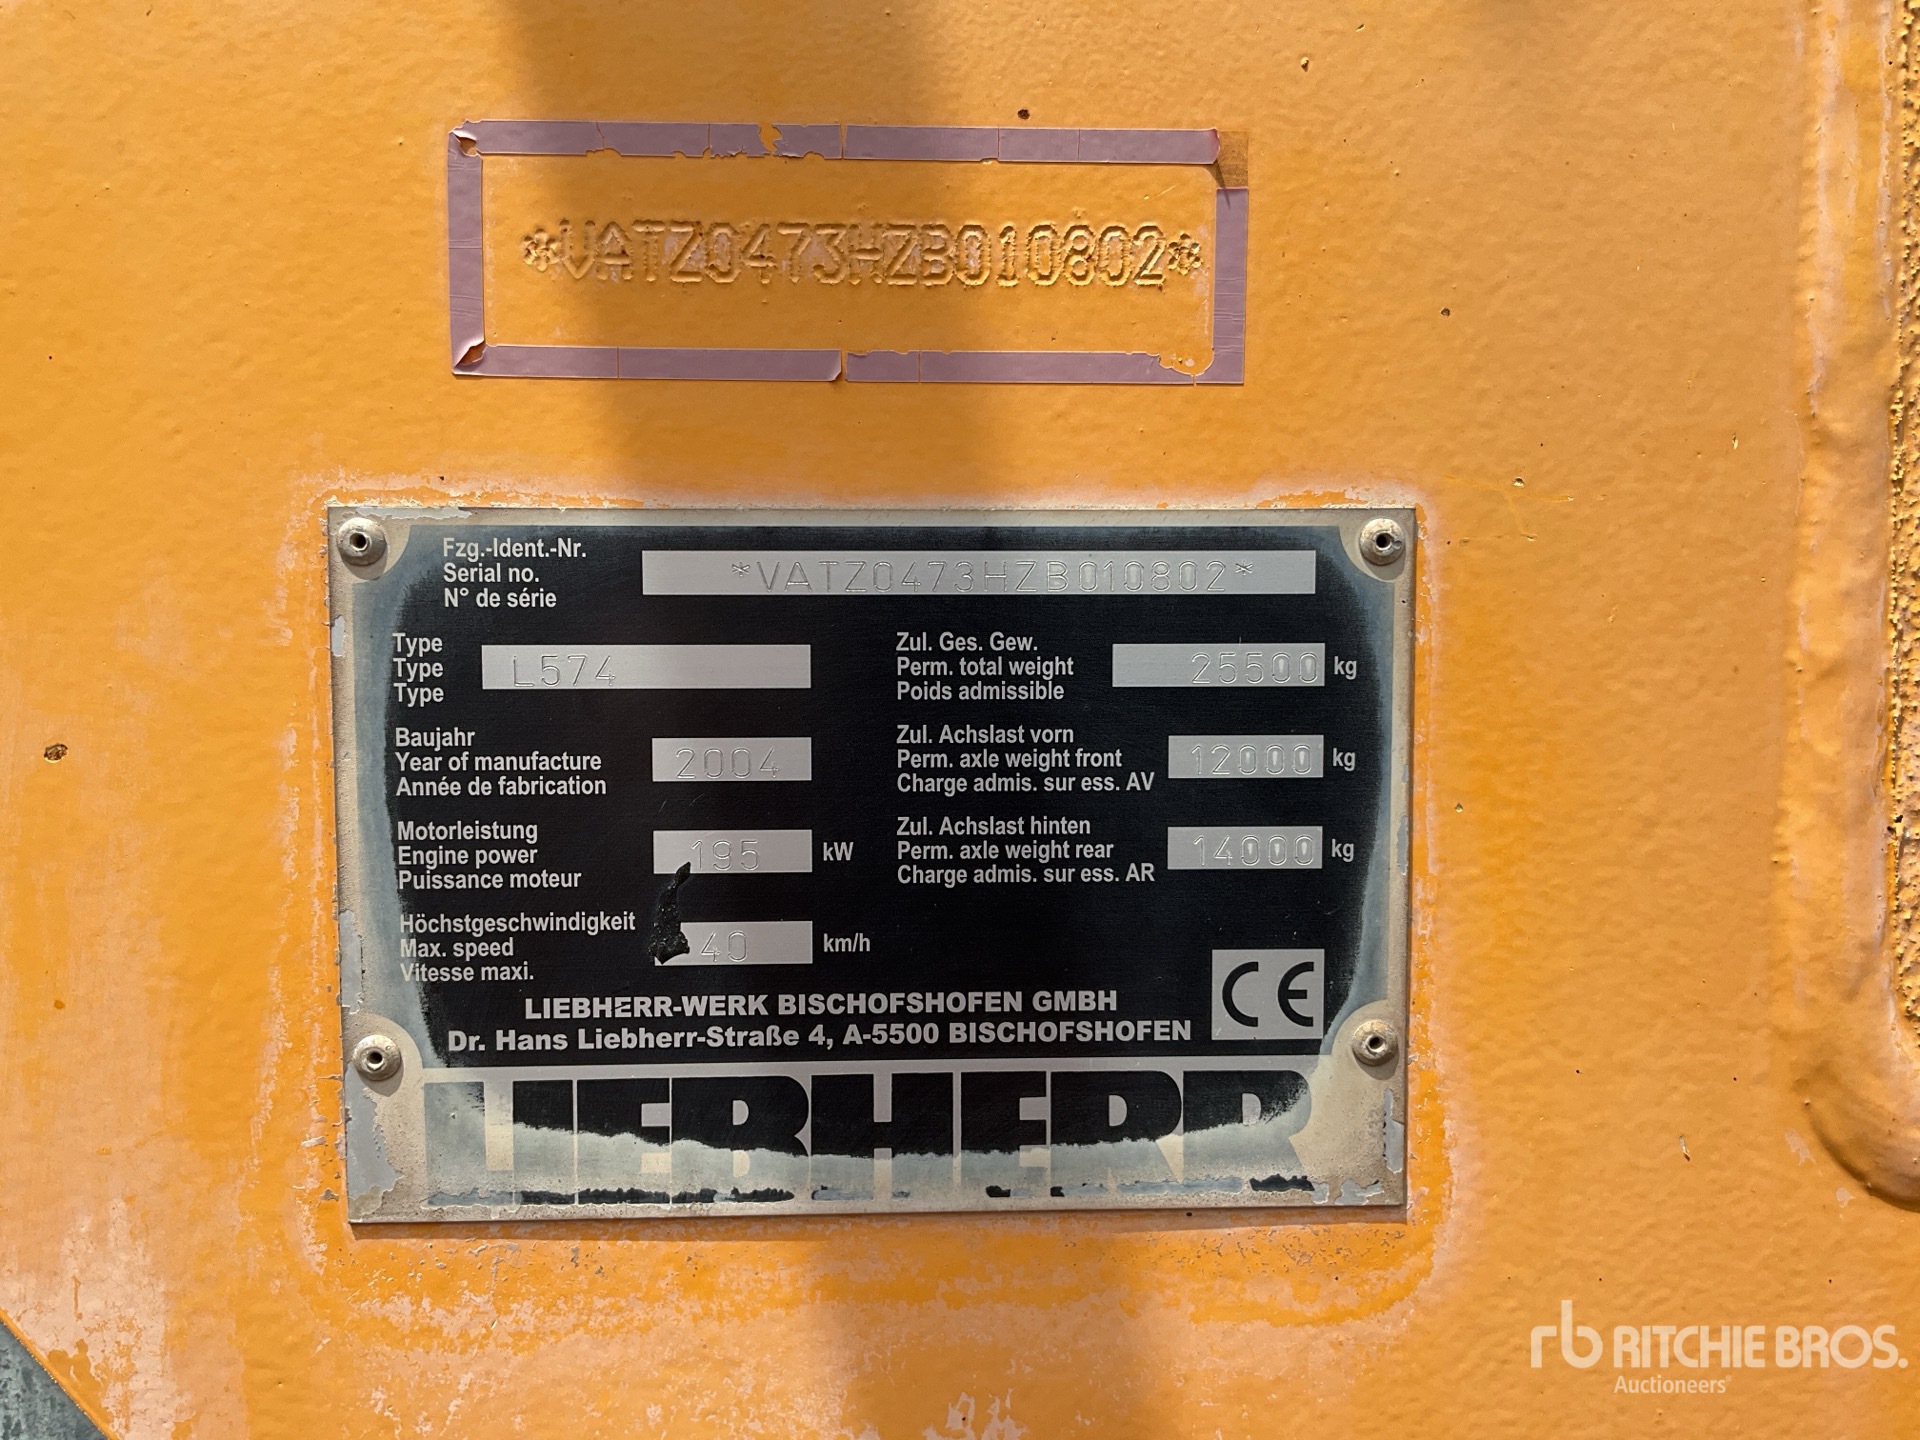 *VATZ0473HZB010802*
Fzg.-Ident.-Nr.
Serial no.
N° de série
*VATZ0473HZB010802*
Type
Type
Type
L574
Zul. Ges. Gew.
Perm. total weight
Poids admissible
25500 kg
Baujahr
Year of manufacture
Année de fabrication
2004
Zul. Achslast vorn
Perm. axle weight front
Charge admis. sur ess. AV
12000 kg
Motorleistung
Engine power
Puissance moteur
195 kW
Zul. Achslast hinten
Perm. axle weight rear
Charge admis. sur ess. AR
14000 kg
Höchstgeschwindigkeit
Max. speed
Vitesse maxi.
40 km/h
CE
LIEBHERR-WERK BISCHOFSHOFEN GMBH
Dr. Hans Liebherr-Straße 4, A-5500 BISCHOFSHOFEN
LIEBHERR
rb RITCHIE BROS.
Auctioneers